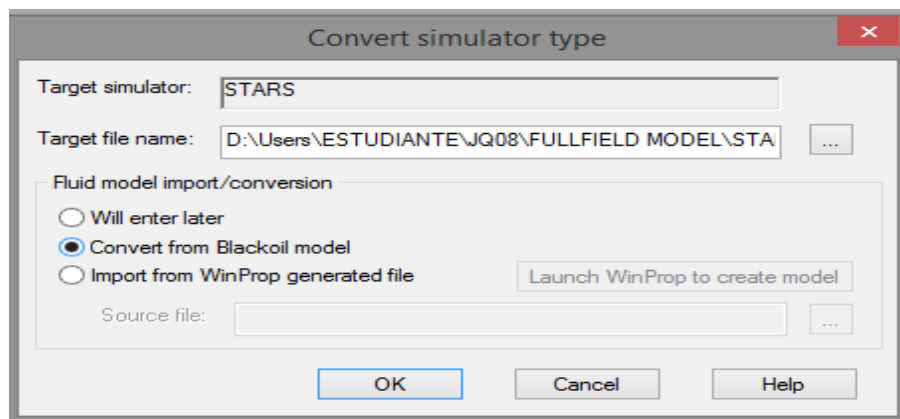 Convert simulator type
Target simulator: STARS
Target file name: D:\Users\ESTUDIANTE\JQ08\FULLFIELD MODEL\STA ...
Fluid model import/conversion
Will enter later
Convert from Blackoil model
Import from WinProp generated file Launch WinProp to create model
Source file: ...
OK Cancel Help